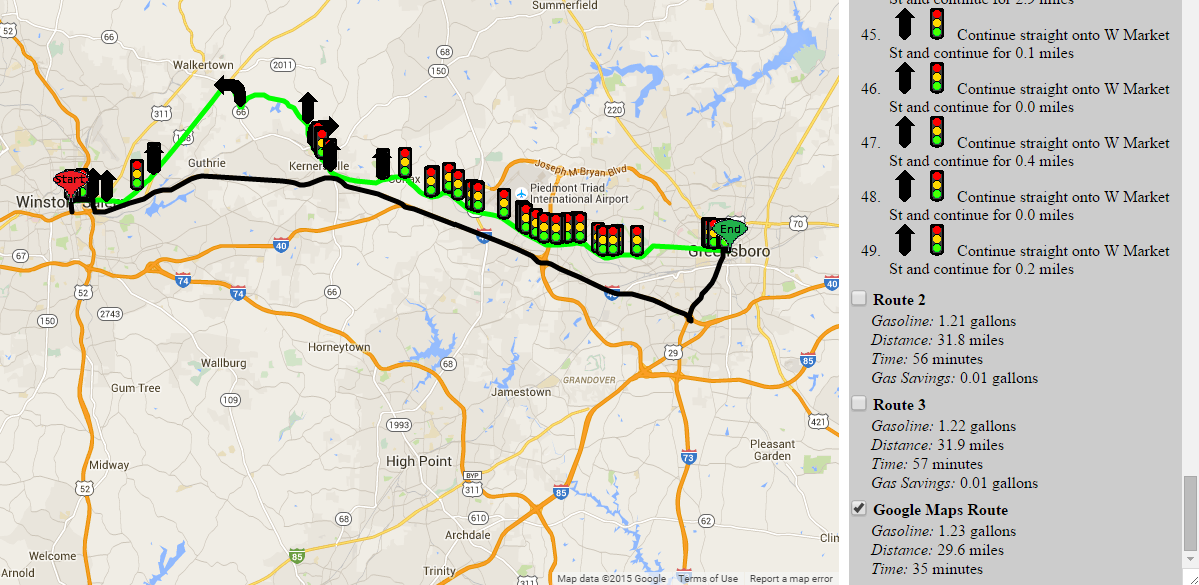 Summerfield
52
66
68
Walkertown
2011
150
311
158
66
220
Guthrie
Kernersville
Joseph M Bryan Blvd
Start
Piedmont Triad
International Airport
Winston
End
70
Greensboro
67
40
40
74
52
74
66
2743
150
29
Horneytown
85
Wallburg
68
GRANDOVER
Gum Tree
109
Jamestown
1993
421
Pleasant
Garden
High Point
73
Midway
BYP
311
52
85
68
610
62
Archdale
Welcome
85
Arnold
Trinity
Map data ©2015 Google
Terms of Use
Report a map error
St and continue for 2.9 miles
45. Continue straight onto W Market
St and continue for 0.1 miles
46. Continue straight onto W Market
St and continue for 0.0 miles
47. Continue straight onto W Market
St and continue for 0.4 miles
48. Continue straight onto W Market
St and continue for 0.0 miles
49. Continue straight onto W Market
St and continue for 0.2 miles
Route 2
Gasoline: 1.21 gallons
Distance: 31.8 miles
Time: 56 minutes
Gas Savings: 0.01 gallons
Route 3
Gasoline: 1.22 gallons
Distance: 31.9 miles
Time: 57 minutes
Gas Savings: 0.01 gallons
Google Maps Route
Gasoline: 1.23 gallons
Distance: 29.6 miles
Time: 35 minutes